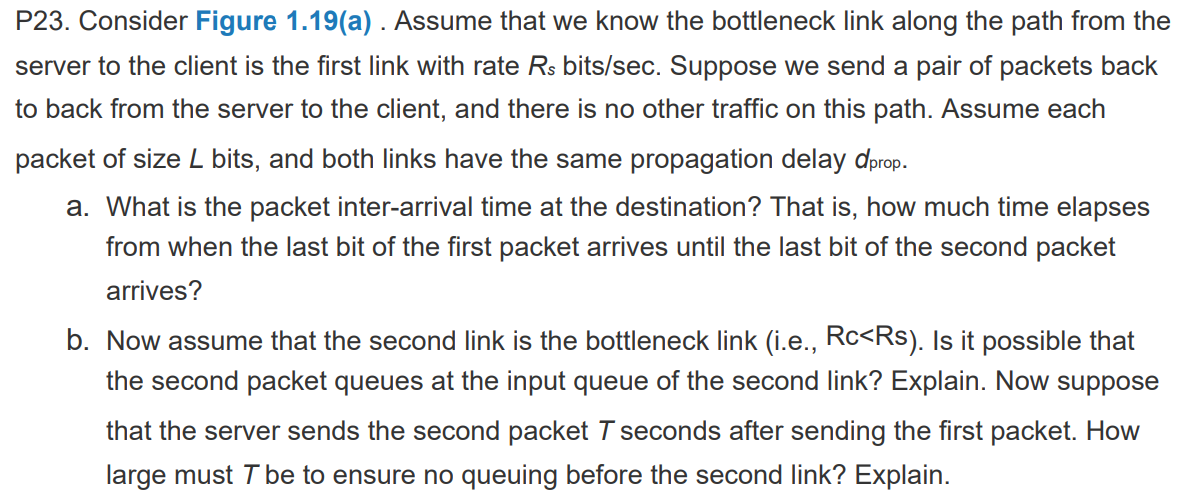 P23. Consider Figure 1.19(a) . Assume that we know the bottleneck link along the path from the
server to the client is the first link with rate Rs bits/sec. Suppose we send a pair of packets back
to back from the server to the client, and there is no other traffic on this path. Assume each
packet of size L bits, and both links have the same propagation delay dprop.
a. What is the packet inter-arrival time at the destination? That is, how much time elapses
from when the last bit of the first packet arrives until the last bit of the second packet
arrives?
b. Now assume that the second link is the bottleneck link (i.e., Rc<Rs). Is it possible that
the second packet queues at the input queue of the second link? Explain. Now suppose
that the server sends the second packet T seconds after sending the first packet. How
large must T be to ensure no queuing before the second link? Explain.